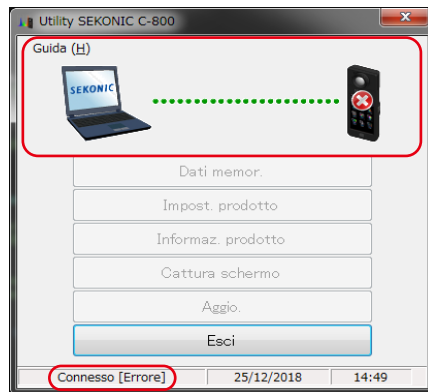 Utility SEKONIC C-800
Guida (H)
SEKONIC
Dati memor.
Impost. prodotto
Informaz. prodotto
Cattura schermo
Aggio.
Esci
Connesso [Errore] 25/12/2018 14:49